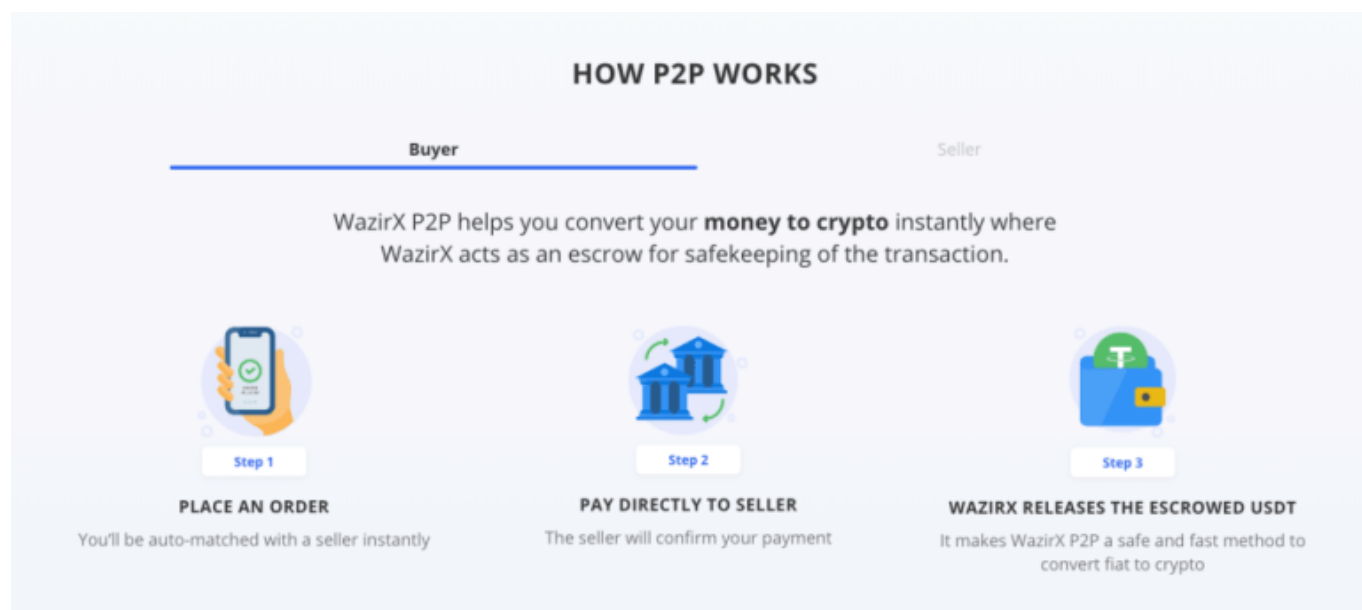 HOW P2P WORKS
Buyer
Seller
WazirX P2P helps you convert your money to crypto instantly where
WazirX acts as an escrow for safekeeping of the transaction.
Step 1
PLACE AN ORDER
You'll be auto-matched with a seller instantly
Step 2
PAY DIRECTLY TO SELLER
The seller will confirm your payment
Step 3
WAZIRX RELEASES THE ESCROWED USDT
It makes WazirX P2P a safe and fast method to
convert fiat to crypto